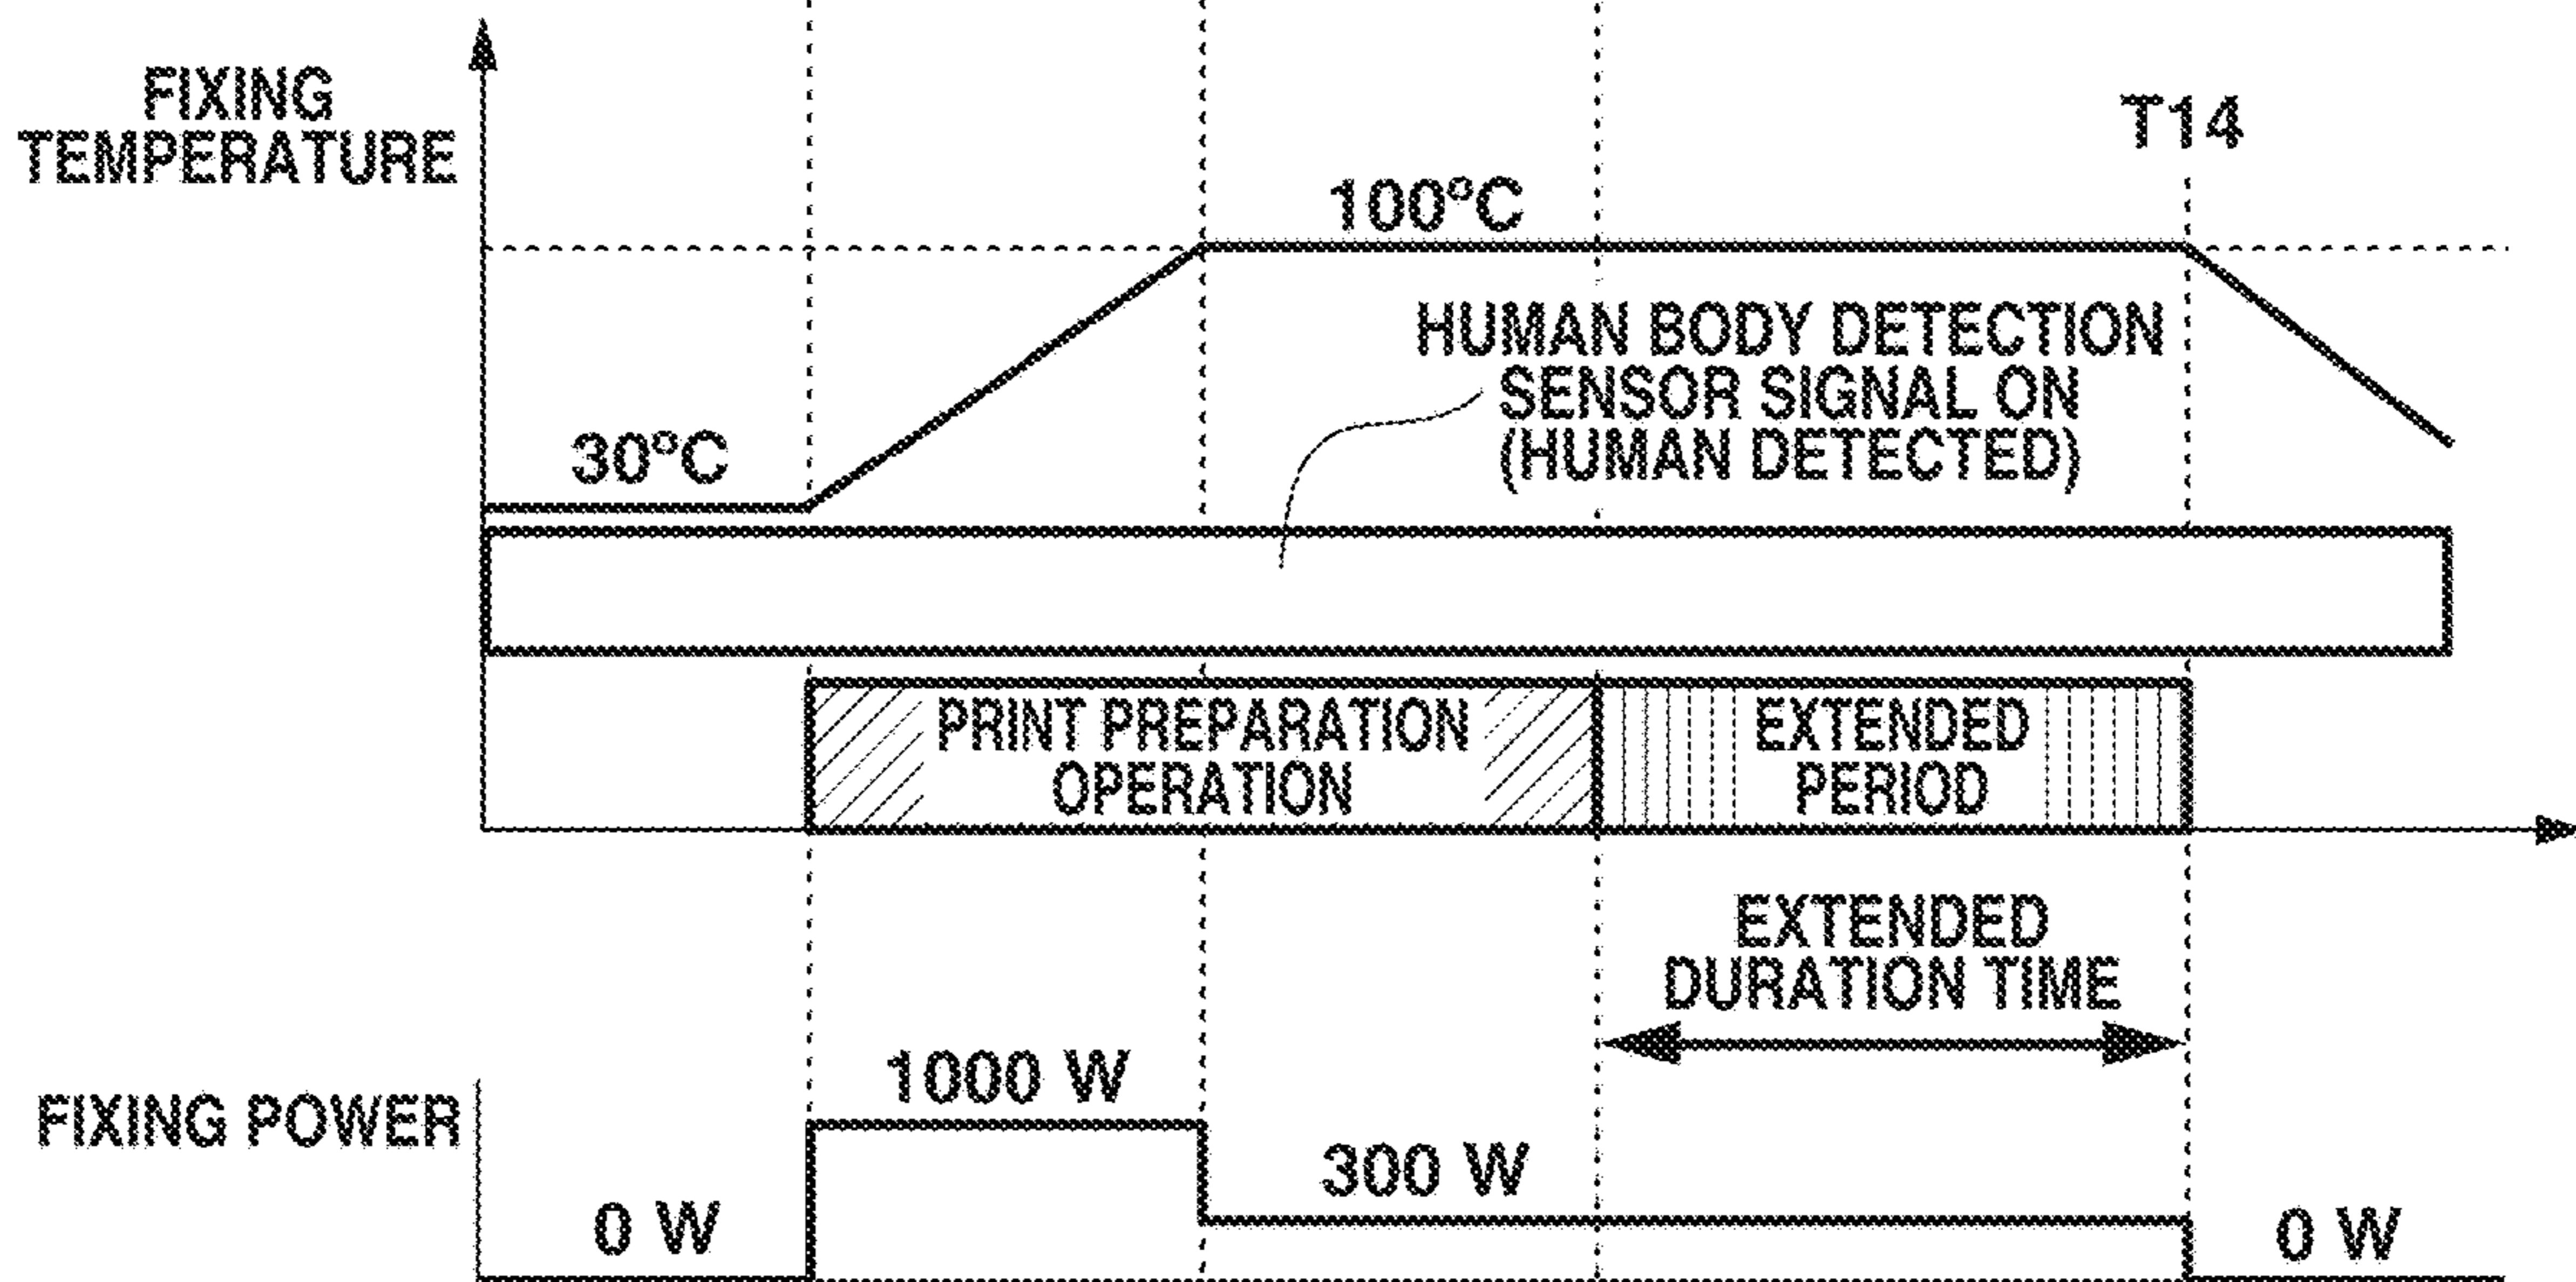 FIXING
TEMPERATURE
T14
100°C
30°C
HUMAN BODY DETECTION
SENSOR SIGNAL ON
(HUMAN DETECTED)
PRINT PREPARATION
OPERATION
EXTENDED
PERIOD
EXTENDED
DURATION TIME
FIXING POWER
0 W
1000 W
300 W
0 W